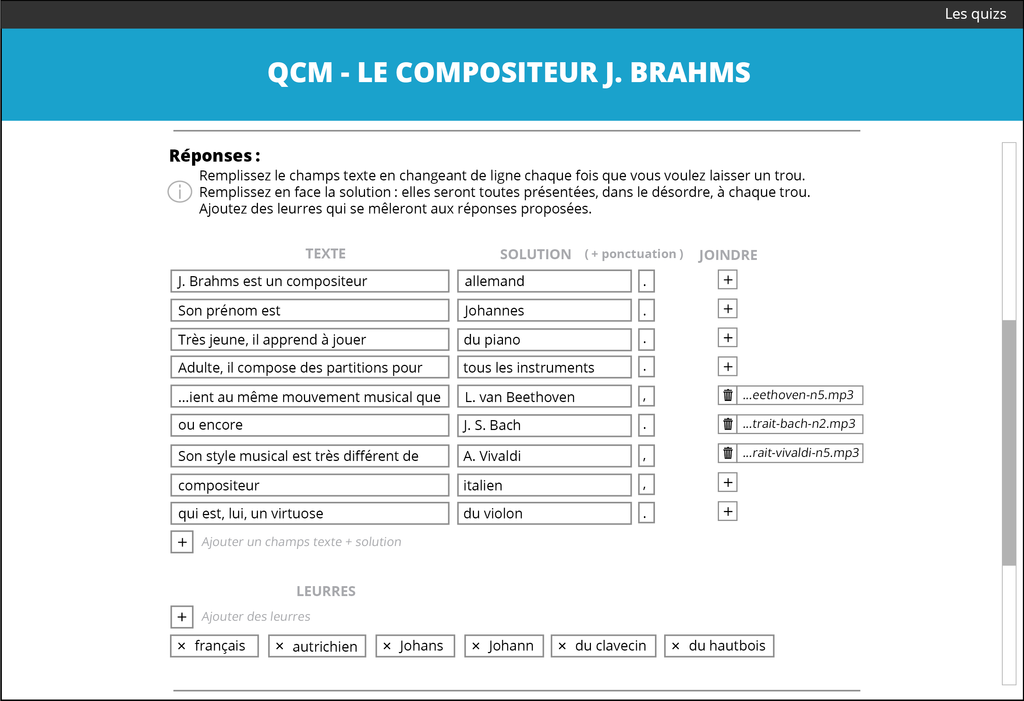 Les quizs
QCM - LE COMPOSITEUR J. BRAHMS
Réponses :
Remplissez le champs texte en changeant de ligne chaque fois que vous voulez laisser un trou.
Remplissez en face la solution : elles seront toutes présentées, dans le désordre, à chaque trou.
Ajoutez des leurres qui se mêleront aux réponses proposées.
TEXTE SOLUTION ( + ponctuation ) JOINDRE
J. Brahms est un compositeur allemand . +
Son prénom est Johannes . +
Très jeune, il apprend à jouer du piano . +
Adulte, il compose des partitions pour tous les instruments . +
...ient au même mouvement musical que L. van Beethoven , ...eethoven-n5.mp3
ou encore J. S. Bach . ...trait-bach-n2.mp3
Son style musical est très différent de A. Vivaldi , ...rait-vivaldi-n5.mp3
compositeur italien , +
qui est, lui, un virtuose du violon . +
+ Ajouter un champs texte + solution
LEURRES
+ Ajouter des leurres
× français × autrichien × Johans × Johann × du clavecin × du hautbois